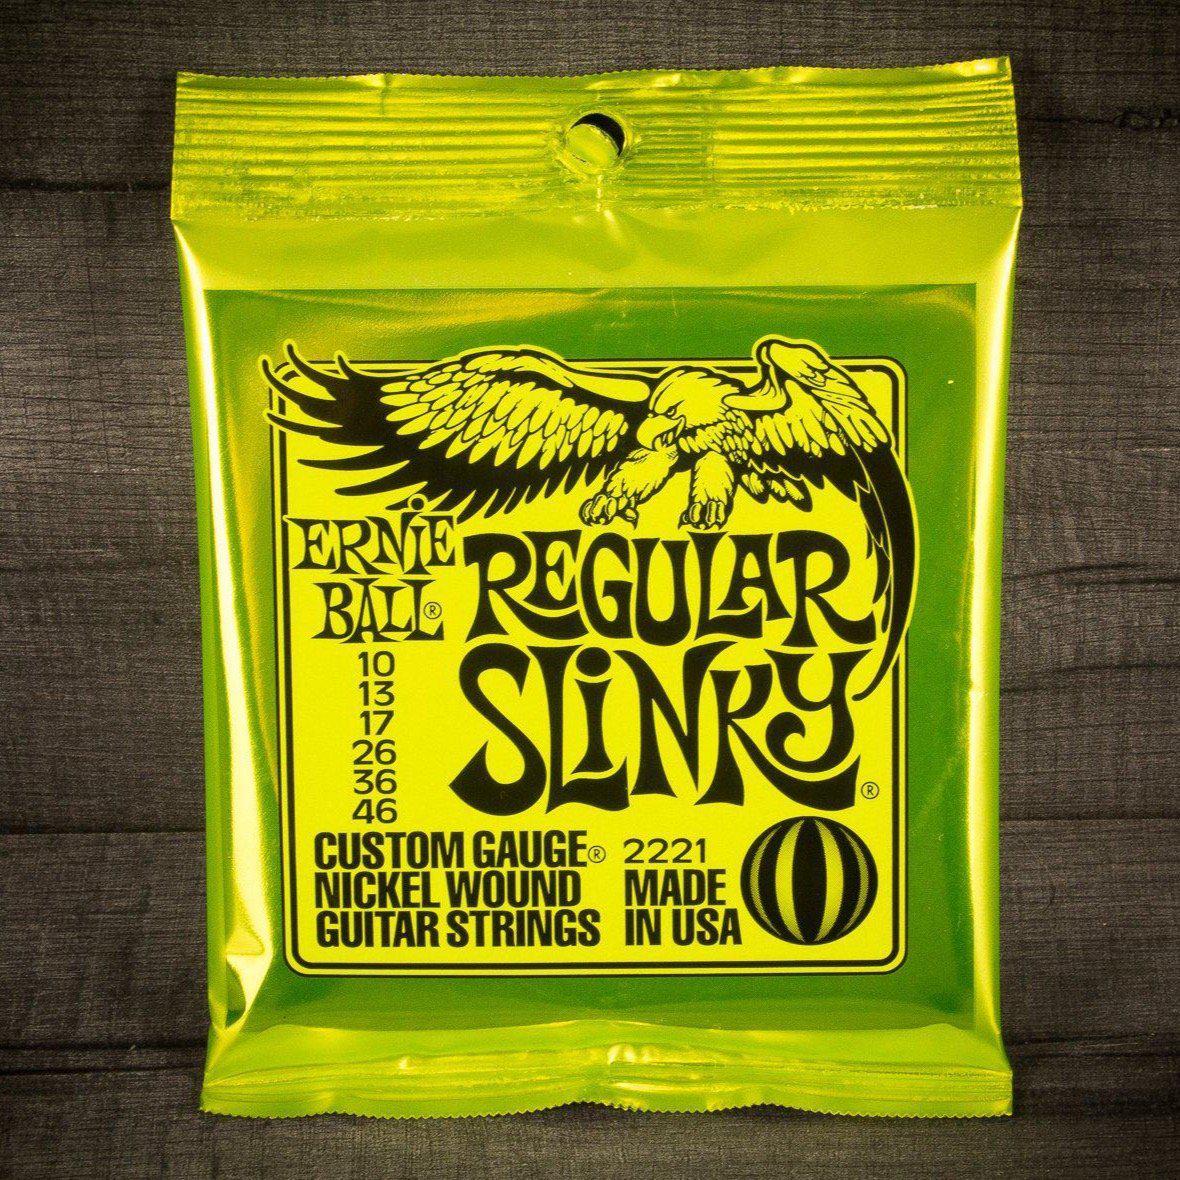 ERNiE
BALL®
REGULAR
SLiNKY®
10
13
17
26
36
46
CUSTOM GAUGE®
NICKEL WOUND
GUITAR STRINGS
2221
MADE
IN USA